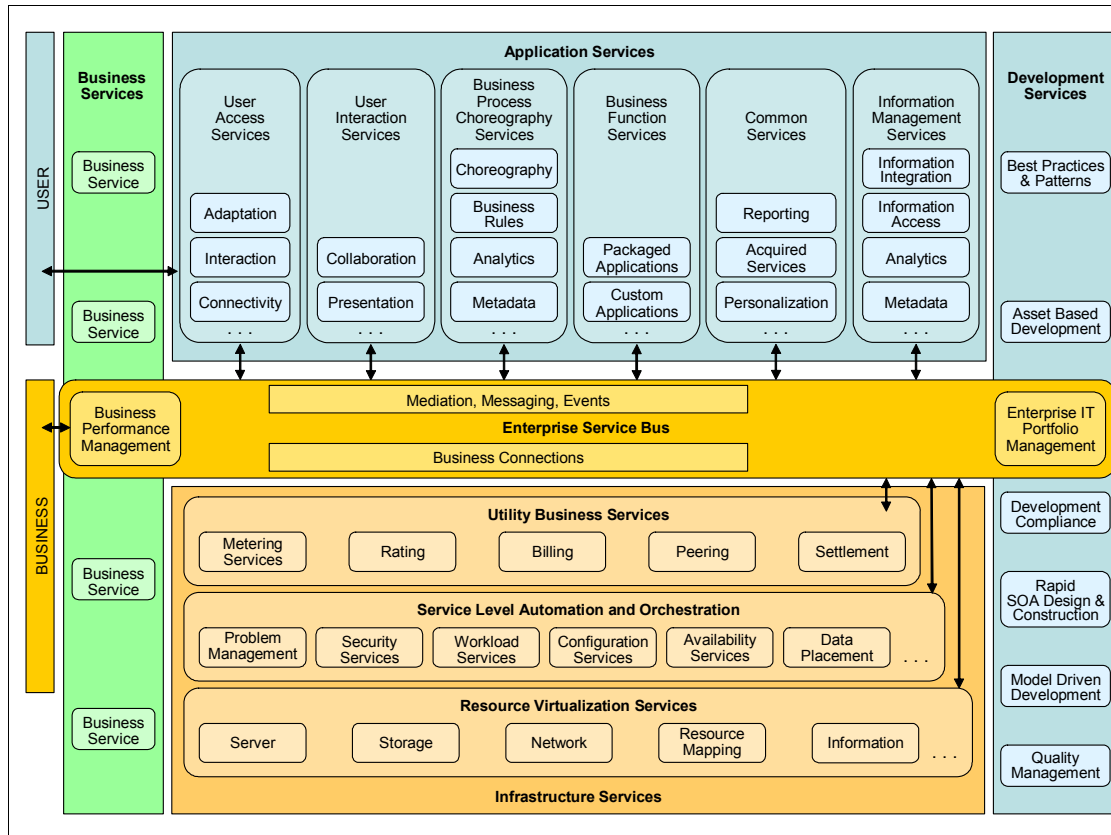 USER
BUSINESS
Business
Services
Business
Service
Business
Service
Business
Performance
Management
Business
Service
Business
Service
Application Services
User
Access
Services
Adaptation
Interaction
Connectivity
. . .
User
Interaction
Services
Collaboration
Presentation
. . .
Business
Process
Choreography
Services
Choreography
Business
Rules
Analytics
Metadata
. . .
Business
Function
Services
Packaged
Applications
Custom
Applications
. . .
Common
Services
Reporting
Acquired
Services
Personalization
. . .
Information
Management
Services
Information
Integration
Information
Access
Analytics
Metadata
. . .
Mediation, Messaging, Events
Enterprise Service Bus
Business Connections
Utility Business Services
Metering
Services
Rating
Billing
Peering
Settlement
Service Level Automation and Orchestration
Problem
Management
Security
Services
Workload
Services
Configuration
Services
Availability
Services
Data
Placement
. . .
Resource Virtualization Services
Server
Storage
Network
Resource
Mapping
Information
. . .
Infrastructure Services
Development
Services
Best Practices
& Patterns
Asset Based
Development
Enterprise IT
Portfolio
Management
Development
Compliance
Rapid
SOA Design &
Construction
Model Driven
Development
Quality
Management